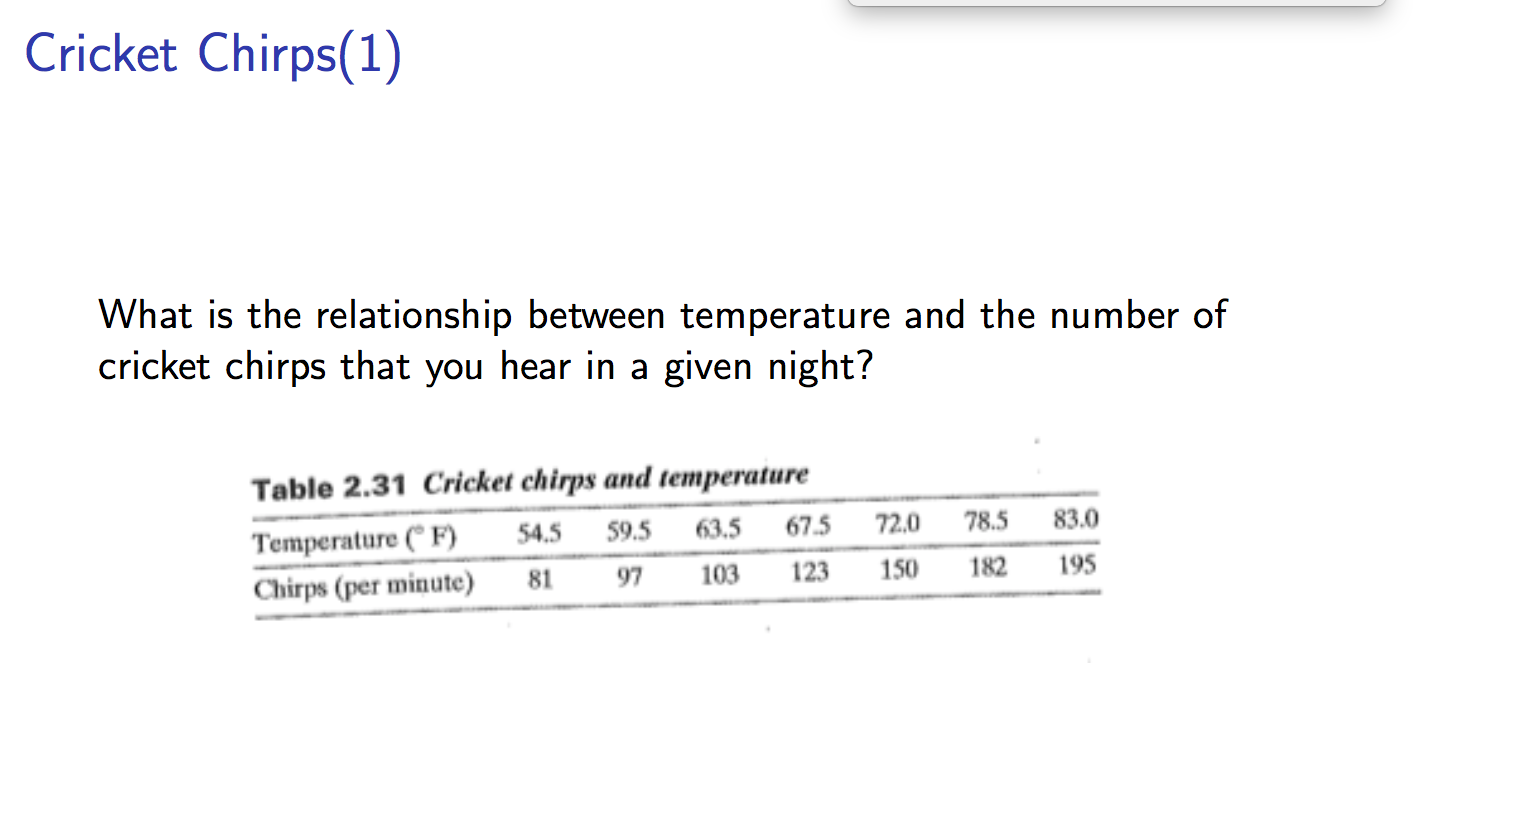 Cricket Chirps(1)
What is the relationship between temperature and the number of
cricket chirps that you hear in a given night?
Table 2.31 Cricket chirps and temperature
Temperature (° F) 54.5 59.5 63.5 67.5 72.0 78.5 83.0
Chirps (per minute) 81 97 103 123 150 182 195